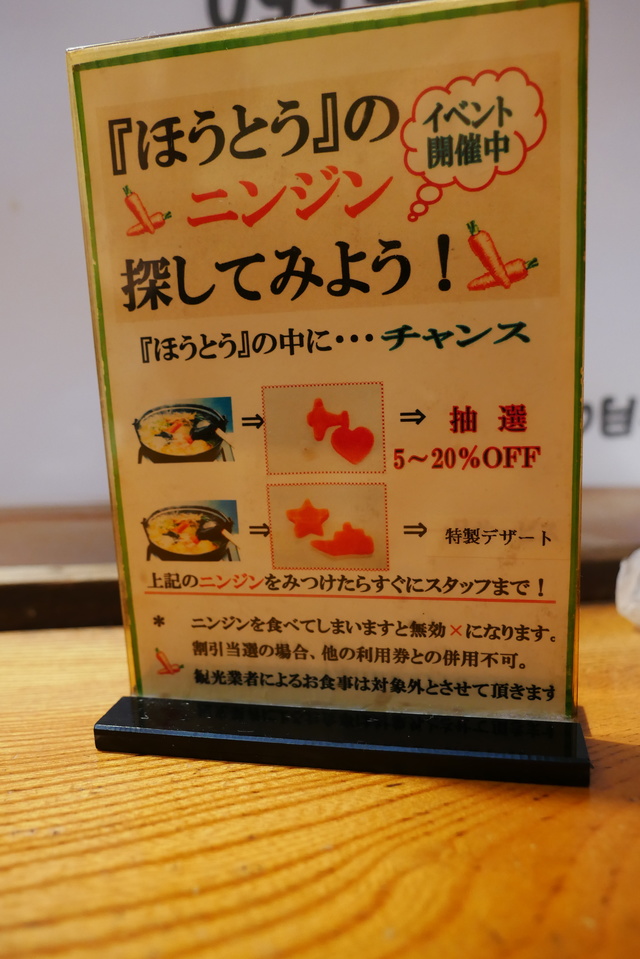 『ほうとう』の
イベント
開催中
ニンジン
探してみよう！
『ほうとう』の中に・・・チャンス
⇒ ⇒ 抽 選
5～20%OFF
⇒ ⇒ 特製デザート
上記のニンジンをみつけたらすぐにスタッフまで！
* ニンジンを食べてしまいますと無効×になります。
割引当選の場合、他の利用券との併用不可。
観光業者によるお食事は対象外とさせて頂きます